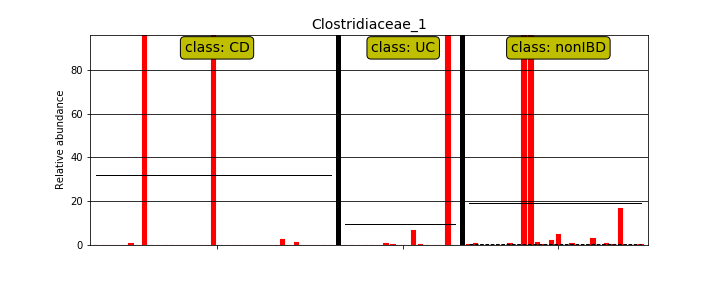 Clostridiaceae_1
class: CD
class: UC
class: nonIBD
Relative abundance
80
60
40
20
0